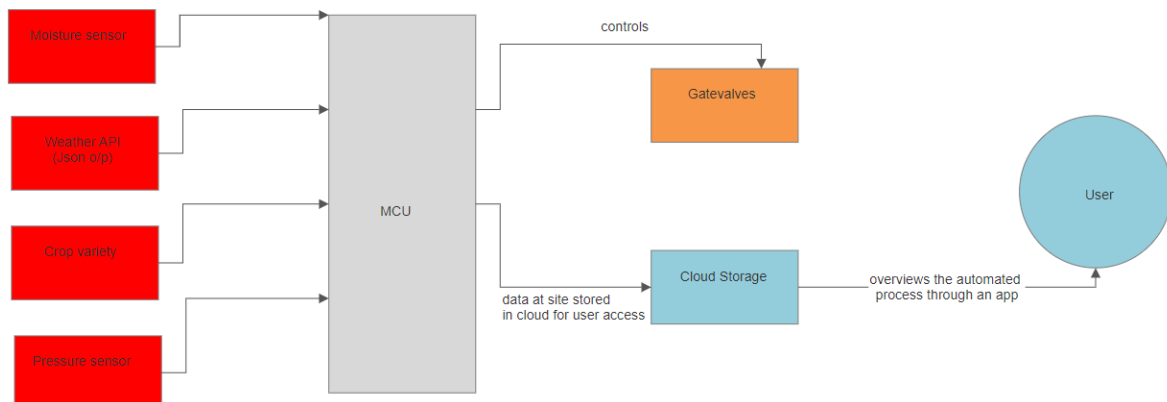 Moisture sensor
Weather API
(Json o/p)
Crop variety
Pressure sensor
MCU
controls
Gatevalves
data at site stored
in cloud for user access
Cloud Storage
overviews the automated
process through an app
User